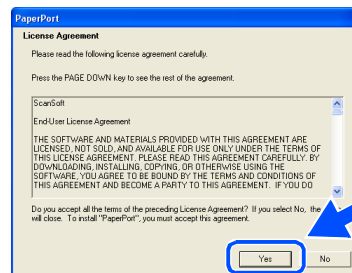 PaperPort
License Agreement
Please read the following license agreement carefully.
Press the PAGE DOWN key to see the rest of the agreement.
ScanSoft
End-User License Agreement
THE SOFTWARE AND MATERIALS PROVIDED WITH THIS AGREEMENT ARE
LICENSED, NOT SOLD, AND AVAILABLE FOR USE ONLY UNDER THE TERMS OF
THIS LICENSE AGREEMENT. PLEASE READ THIS AGREEMENT CAREFULLY. BY
DOWNLOADING, INSTALLING, COPYING, OR OTHERWISE USING THE
SOFTWARE, YOU AGREE TO BE BOUND BY THE TERMS AND CONDITIONS OF
THIS AGREEMENT AND BECOME A PARTY TO THIS AGREEMENT. IF YOU DO
Do you accept all the terms of the preceding License Agreement? If you select No, the
will close. To install "PaperPort", you must accept this agreement.
Yes
No